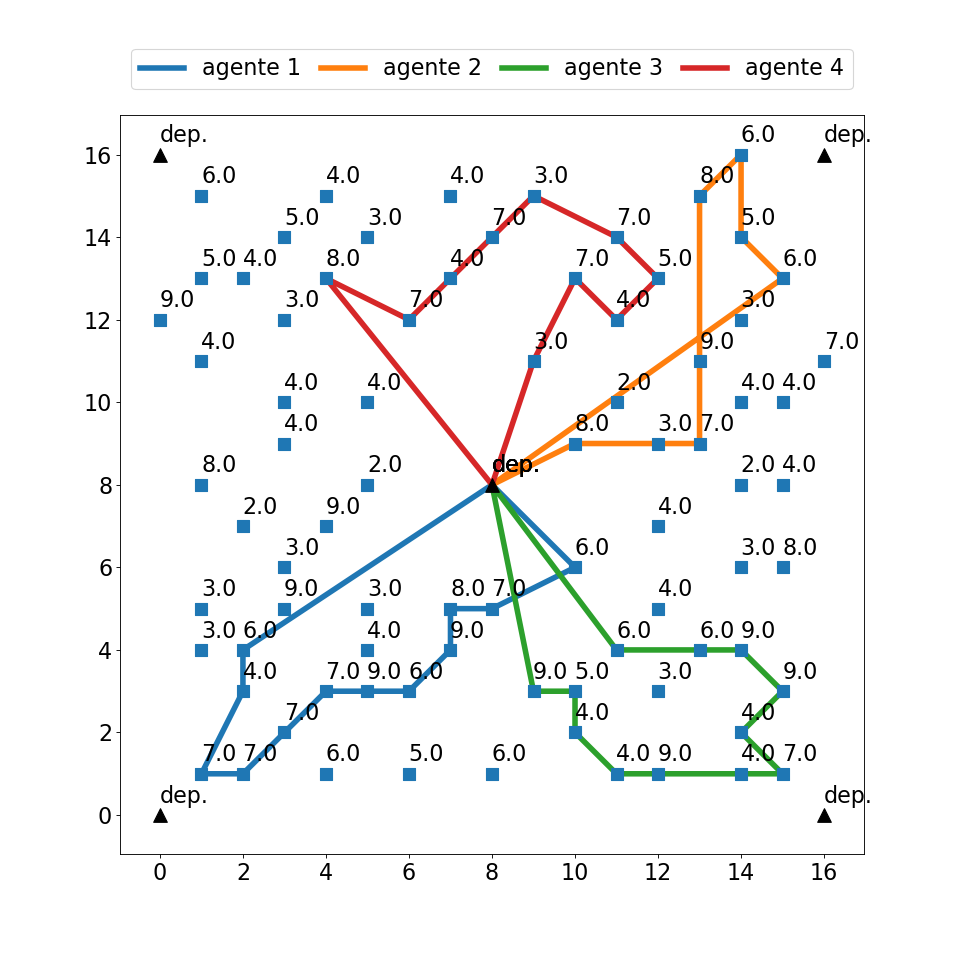 agente 1 agente 2 agente 3 agente 4
dep. 6.0 dep.
16
6.0 4.0 4.0 3.0 8.0
5.0 3.0 7.0 7.0 5.0
14
5.0 4.0 8.0 4.0 7.0 5.0 6.0
9.0 3.0 7.0 4.0 3.0
12
4.0 3.0 9.0 7.0
4.0 4.0 2.0 4.0 4.0
10
4.0 8.0 3.0 7.0
8.0 2.0 dep. dep. 2.0 4.0
8
2.0 9.0 4.0
3.0 6.0 3.0 8.0
6
3.0 9.0 3.0 8.0 7.0 4.0
3.0 6.0 4.0 9.0 6.0 6.0 9.0
4
4.0 7.0 9.0 6.0 9.0 5.0 3.0 9.0
7.0 4.0 4.0
2
7.0 7.0 6.0 5.0 6.0 4.0 9.0 4.0 7.0
dep. dep.
0
0 2 4 6 8 10 12 14 16